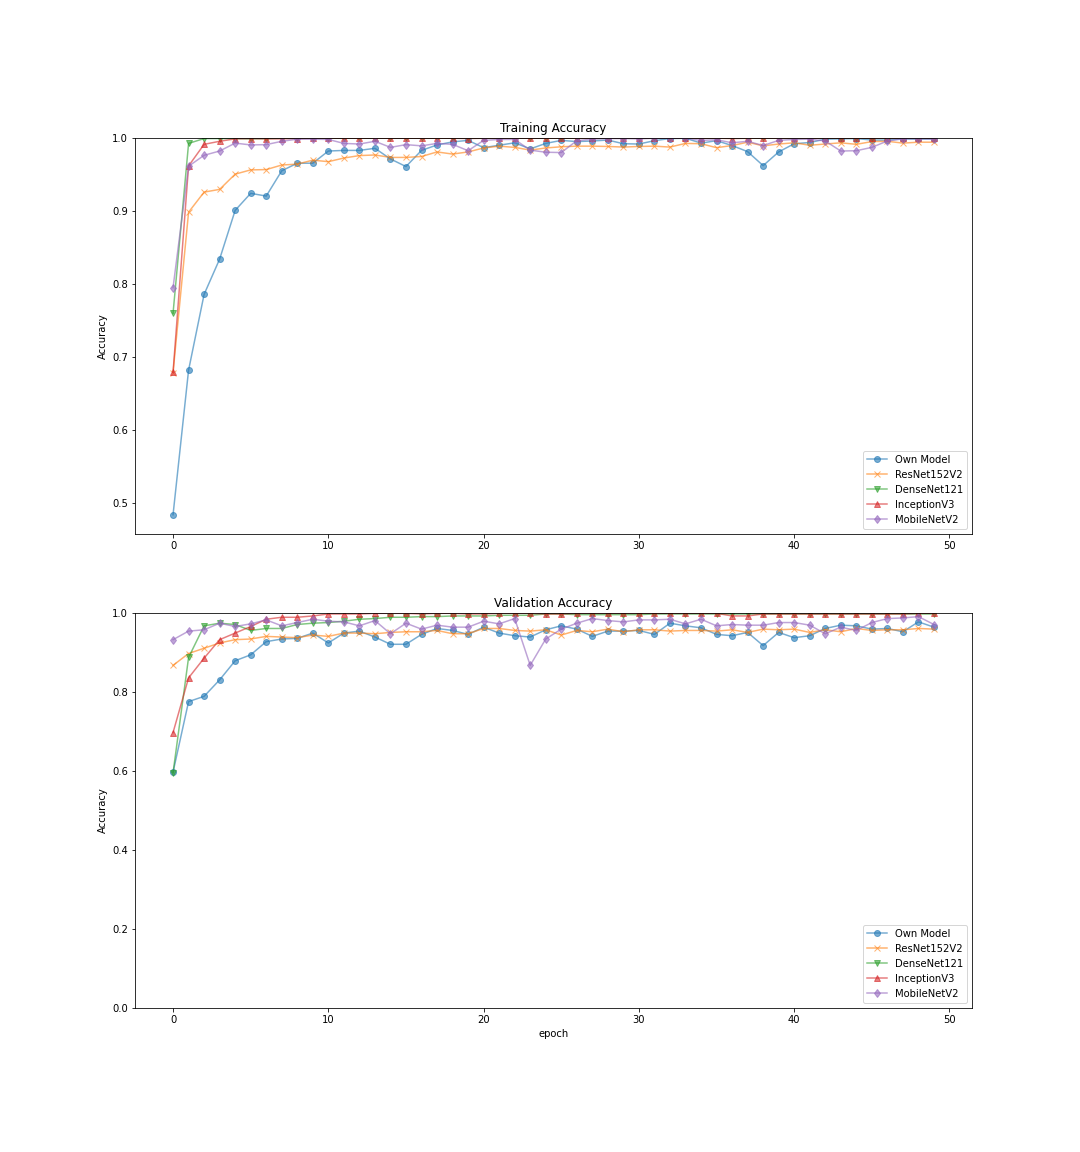 Training Accuracy
1.0
0.9
0.8
0.7
0.6
0.5
Accuracy
0 10 20 30 40 50
Own Model
ResNet152V2
DenseNet121
InceptionV3
MobileNetV2
Validation Accuracy
1.0
0.8
0.6
0.4
0.2
0.0
Accuracy
0 10 20 30 40 50
epoch
Own Model
ResNet152V2
DenseNet121
InceptionV3
MobileNetV2